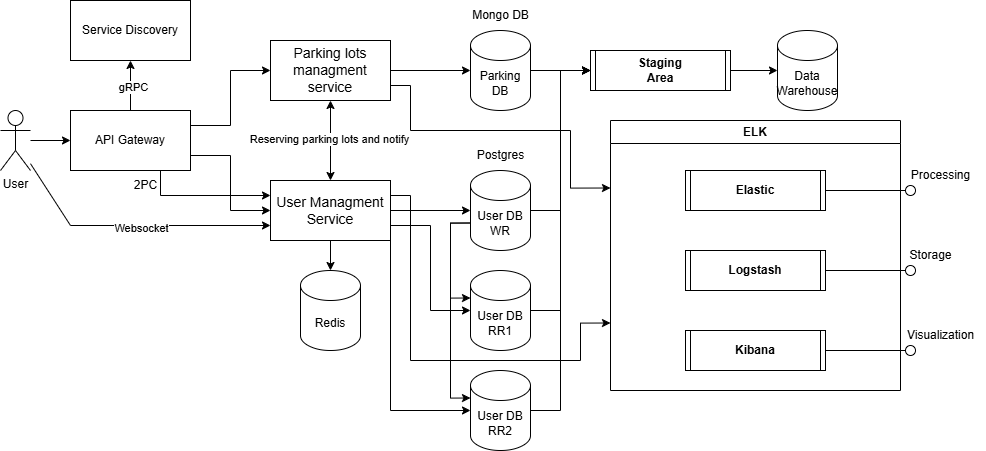 Mongo DB
Service Discovery
Parking lots
managment
service
Parking
DB
Staging
Area
Data
Warehouse
gRPC
API Gateway
User
2PC
Websocket
Reserving parking lots and notify
User Managment
Service
Redis
Postgres
User DB
WR
User DB
RR1
User DB
RR2
ELK
Elastic
Processing
Logstash
Storage
Kibana
Visualization